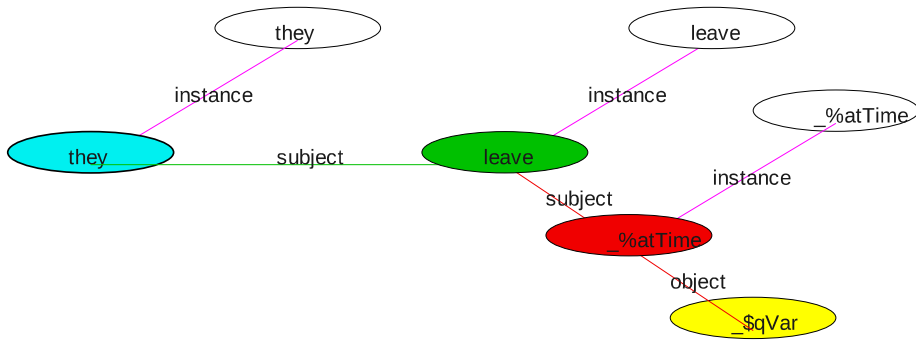 they
leave
instance
instance
_%atTime
they
subject
leave
instance
subject
_%atTime
object
_$qVar